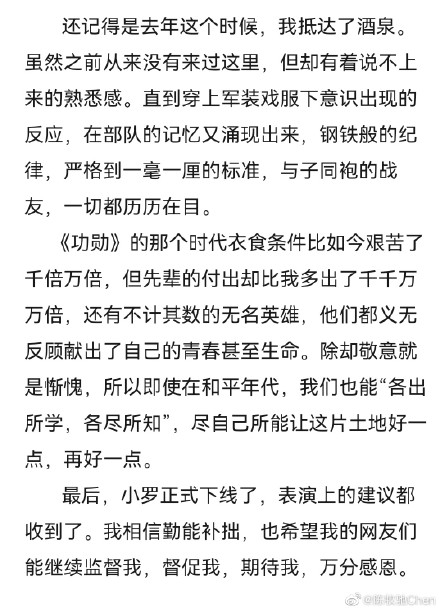 还记得是去年这个时候，我抵达了酒泉。
虽然之前从来没有来过这里，但却有着说不上
来的熟悉感。直到穿上军装戏服下意识出现的
反应，在部队的记忆又涌现出来，钢铁般的纪
律，严格到一毫一厘的标准，与子同袍的战
友，一切都历历在目。
《功勋》的那个时代衣食条件比如今艰苦了
千倍万倍，但先辈的付出却比我多出了千千万
万倍，还有不计其数的无名英雄，他们都义无
反顾献出了自己的青春甚至生命。除却敬意就
是惭愧，所以即使在和平年代，我们也能“各出
所学，各尽所知”，尽自己所能让这片土地好一
点，再好一点。
最后，小罗正式下线了，表演上的建议都
收到了。我相信勤能补拙，也希望我的网友们
能继续监督我，督促我，期待我，万分感恩。